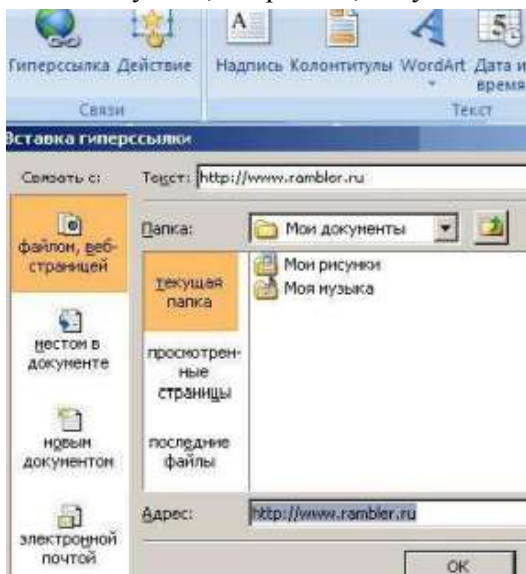 Гиперссылка Действие Надпись Колонтитулы WordArt Дата и
время
Связи Текст
Вставка гиперссылки
Связать с: Текст: http://www.rambler.ru
файлом, веб-
страницей
Папка: Мои документы
текущая
папка
Мои рисунки
Моя музыка
местом в
документе
просмотрен-
ные
страницы
новым
документом
последние
файлы
электронной
почтой
Адрес: http://www.rambler.ru
OK